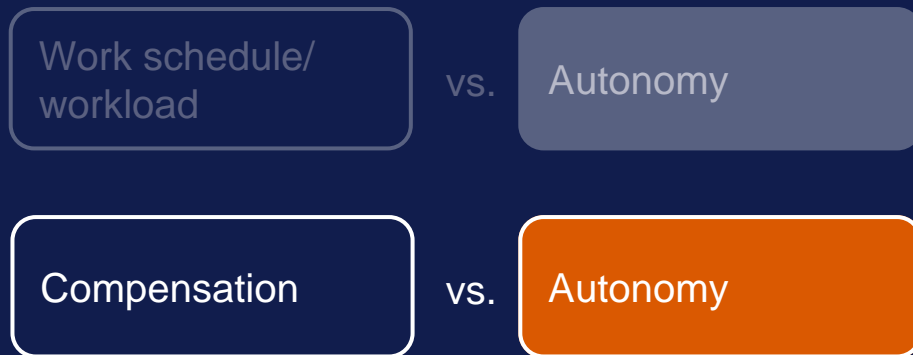 Work schedule/
workload
vs.
Autonomy
Compensation
vs.
Autonomy